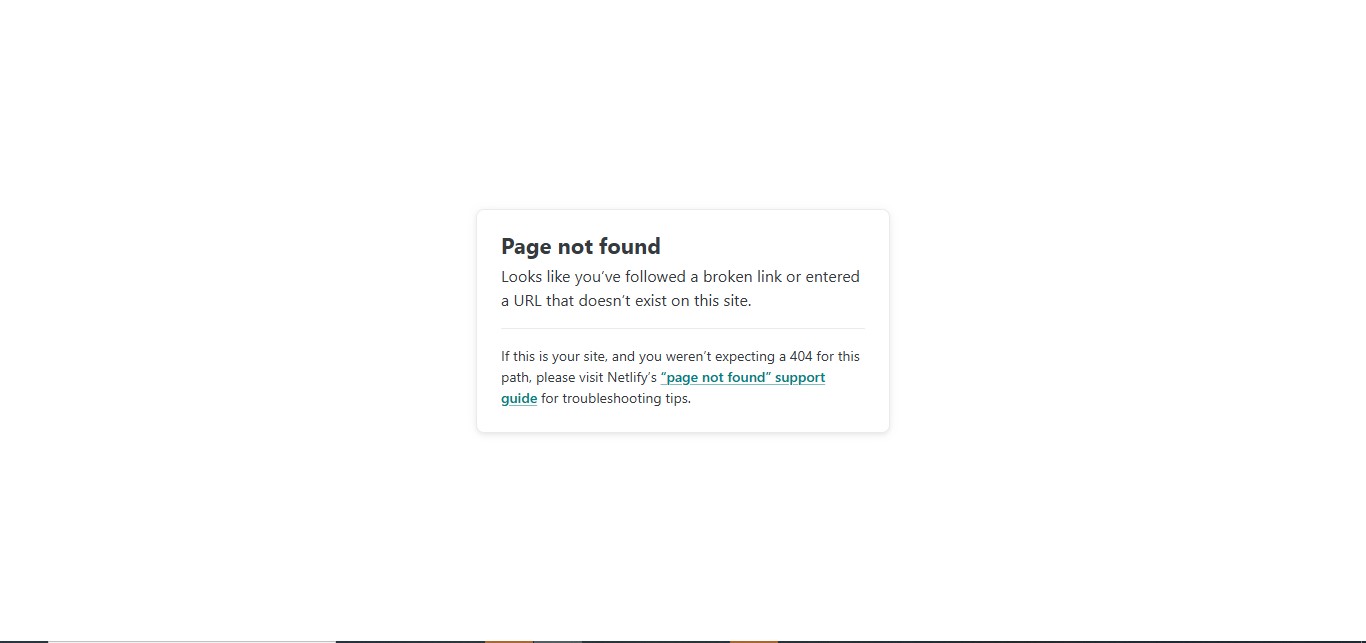 Page not found
Looks like you’ve followed a broken link or entered
a URL that doesn’t exist on this site.
If this is your site, and you weren’t expecting a 404 for this
path, please visit Netlify’s “page not found” support
guide for troubleshooting tips.